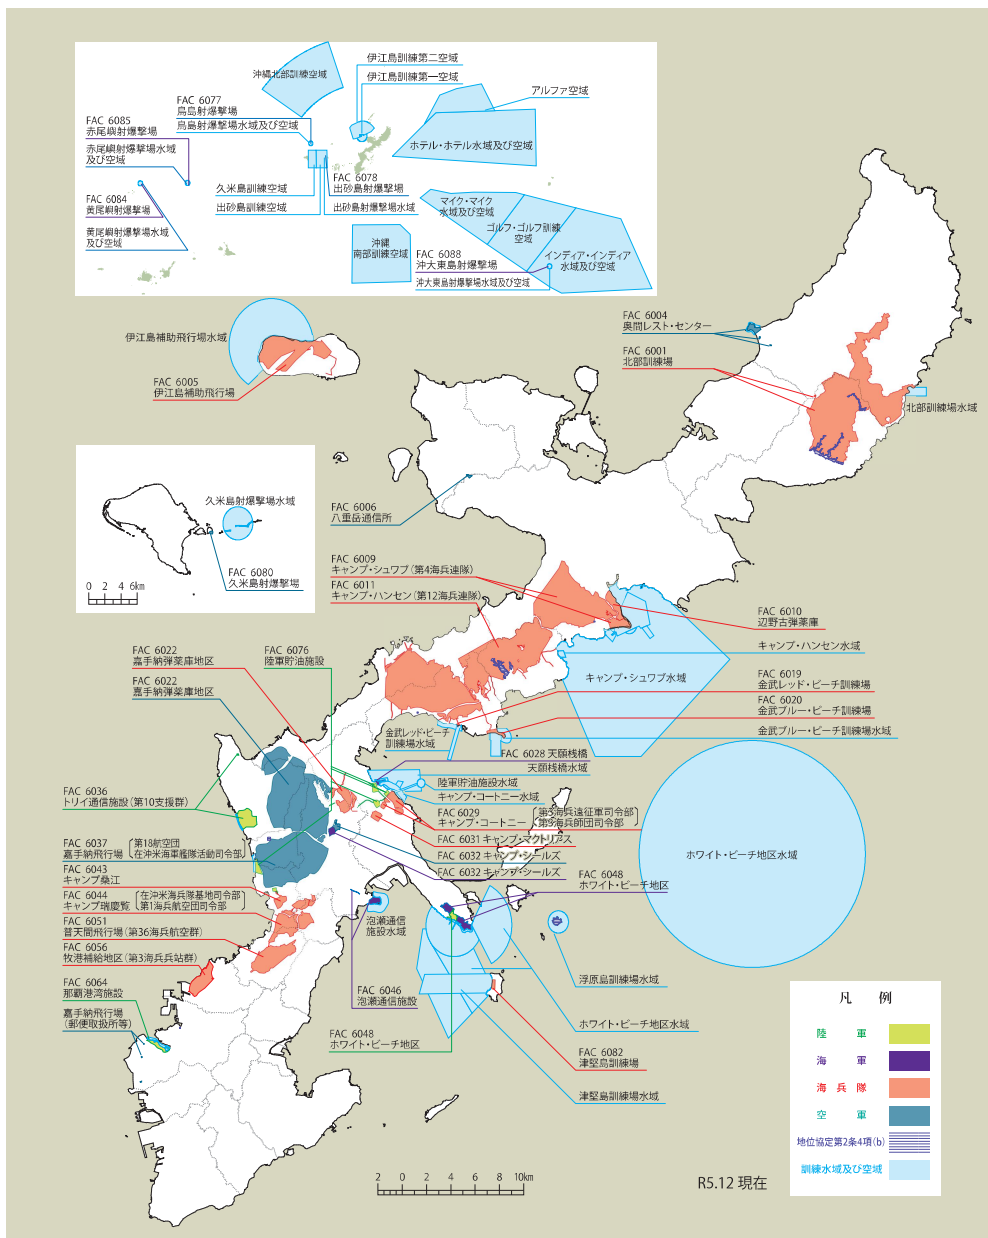 沖縄北部訓練空域
伊江島訓練第二空域
伊江島訓練第一空域
アルファ空域
FAC 6077
鳥島射爆撃場
鳥島射爆撃場水域及び空域
FAC 6085
赤尾嶼射爆撃場
赤尾嶼射爆撃場水域
及び空域
ホテル・ホテル水域及び空域
FAC 6078
出砂島射爆撃場
久米島訓練空域
出砂島訓練空域
出砂島射爆撃場水域
FAC 6084
黄尾嶼射爆撃場
黄尾嶼射爆撃場水域
及び空域
マイク・マイク
水域及び空域
ゴルフ・ゴルフ訓練
空域
インディア・インディア
水域及び空域
沖縄
南部訓練空域
FAC 6088
沖大東島射爆撃場
沖大東島射爆撃場水域及び空域
伊江島補助飛行場水域
FAC 6005
伊江島補助飛行場
FAC 6004
奥間レスト・センター
FAC 6001
北部訓練場
北部訓練場水域
久米島射爆撃場水域
FAC 6080
久米島射爆撃場
0 2 4 6km
FAC 6006
八重岳通信所
FAC 6009
キャンプ・シュワブ（第4海兵連隊）
FAC 6011
キャンプ・ハンセン（第12海兵連隊）
FAC 6010
辺野古弾薬庫
キャンプ・ハンセン水域
キャンプ・シュワブ水域
FAC 6019
金武レッド・ビーチ訓練場
FAC 6020
金武ブルー・ビーチ訓練場
金武ブルー・ビーチ訓練場水域
FAC 6022
嘉手納弾薬庫地区
FAC 6076
陸軍貯油施設
FAC 6022
嘉手納弾薬庫地区
金武レッド・ビーチ
訓練場水域
FAC 6028 天願桟橋
天願桟橋水域
陸軍貯油施設水域
キャンプ・コートニー水域
FAC 6029
キャンプ・コートニー
第3海兵遠征軍司令部
第3海兵師団司令部
FAC 6031 キャンプ・マクトリアス
FAC 6032 キャンプ・シールズ
FAC 6032 キャンプ・シールズ
FAC 6036
トリイ通信施設（第10支援群）
FAC 6037
嘉手納飛行場
第18航空団
在沖米海軍艦隊活動司令部
FAC 6043
キャンプ桑江
FAC 6044
キャンプ瑞慶覧
在沖米海兵隊基地司令部
第1海兵航空団司令部
FAC 6051
普天間飛行場（第36海兵航空群）
FAC 6056
牧港補給地区（第3海兵兵站群）
FAC 6064
那覇港湾施設
嘉手納飛行場
（郵便取扱所等）
FAC 6048
ホワイト・ビーチ地区
ホワイト・ビーチ地区水域
泡瀬通信
施設水域
FAC 6046
泡瀬通信施設
FAC 6048
ホワイト・ビーチ地区
浮原島訓練場水域
ホワイト・ビーチ地区水域
FAC 6082
津堅島訓練場
津堅島訓練場水域
2 0 2 4 6 8 10km
R5.12 現在
凡例
陸軍
海軍
海兵隊
空軍
地位協定第2条4項（b）
訓練水域及び空域